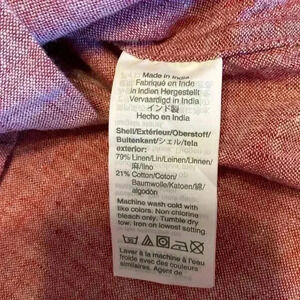 Made in India
Fabriqué en Inde
in Indien Hergestellt
Vervaardigd in India
インド製
Hecho en India
Shell/Extérieur/Oberstoff/
Buitenkant/シェル/tela
exterior:
79% Linen/Lin/Leinen/Linnen/
麻/lino
21% Cotton/Coton/
Baumwolle/Katoen/綿/
algodón
Machine wash cold with
like colors. Non chlorine
bleach only. Tumble dry
low. Iron on lowest setting.
Laver à la machine à l'eau
froide avec des couleurs
similaires. Agent de